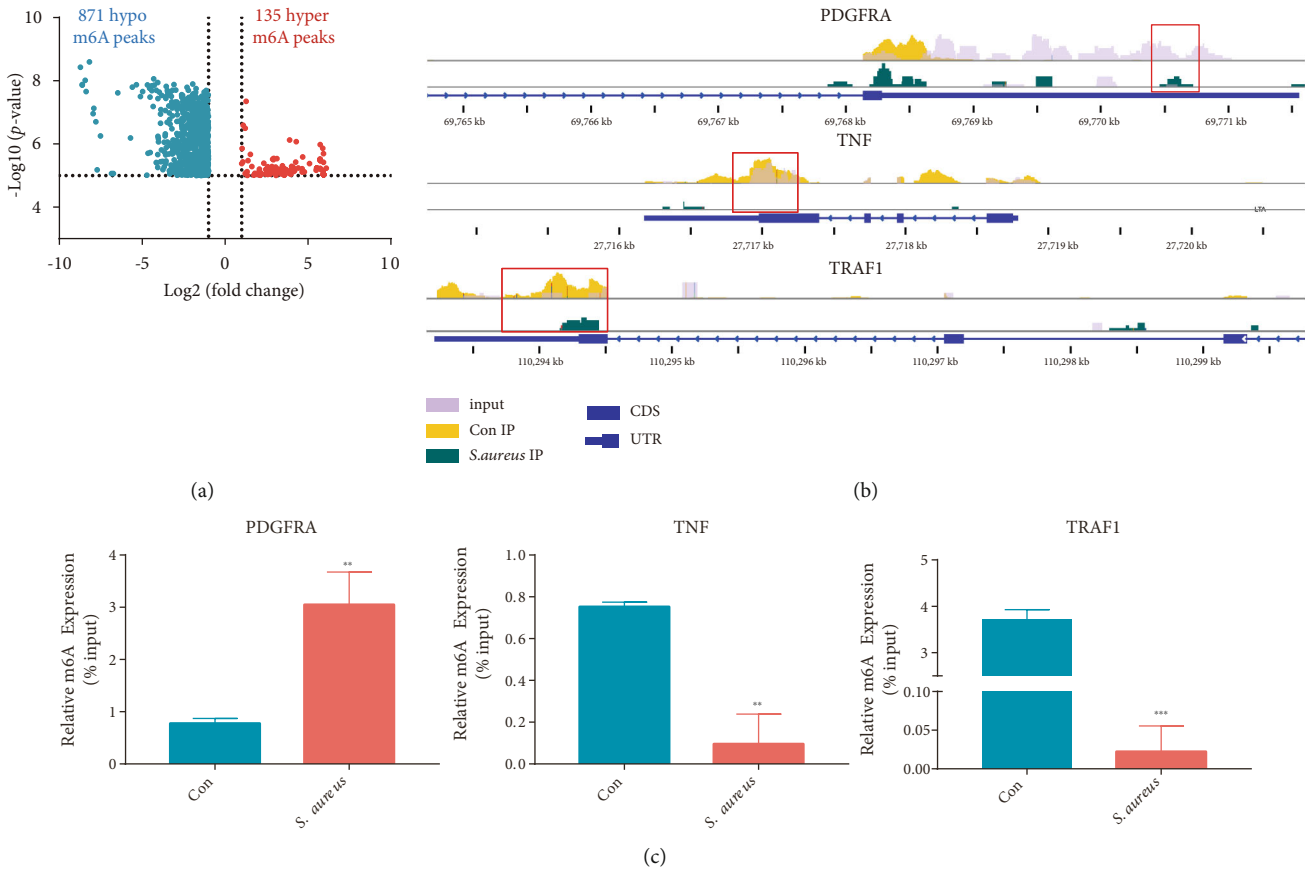 871 hypo
m6A peaks
135 hyper
m6A peaks
10
8
6
4
-Log10 (p-value)
-10
-5
0
5
10
Log2 (fold change)
(a)
PDGFRA
69,765 kb 69,766 kb 69,767 kb 69,768 kb 69,769 kb 69,770 kb 69,771 kb
TNF
LTA
27,716 kb 27,717 kb 27,718 kb 27,719 kb 27,720 kb
TRAF1
110,294 kb 110,295 kb 110,296 kb 110,297 kb 110,298 kb 110,299 kb
input
Con IP
S.aureus IP
CDS
UTR
(b)
PDGFRA
Relative m6A Expression
(% input)
4
3
2
1
0
**
Con
S. aureus
TNF
Relative m6A Expression
(% input)
1.0
0.8
0.6
0.4
0.2
0.0
**
Con
S. aureus
TRAF1
Relative m6A Expression
(% input)
5
4
3
0.10
0.05
0.00
***
Con
S. aureus
(c)